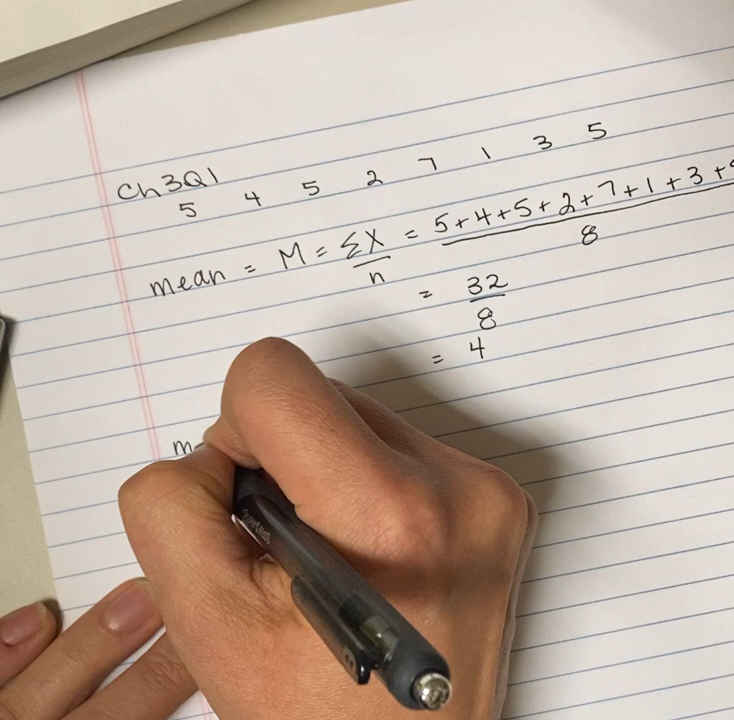 Ch3Q1
5 4 5 2 7 1 3 5
mean = M = ΣX/n = 5+4+5+2+7+1+3+/8
= 32/8
= 4
m